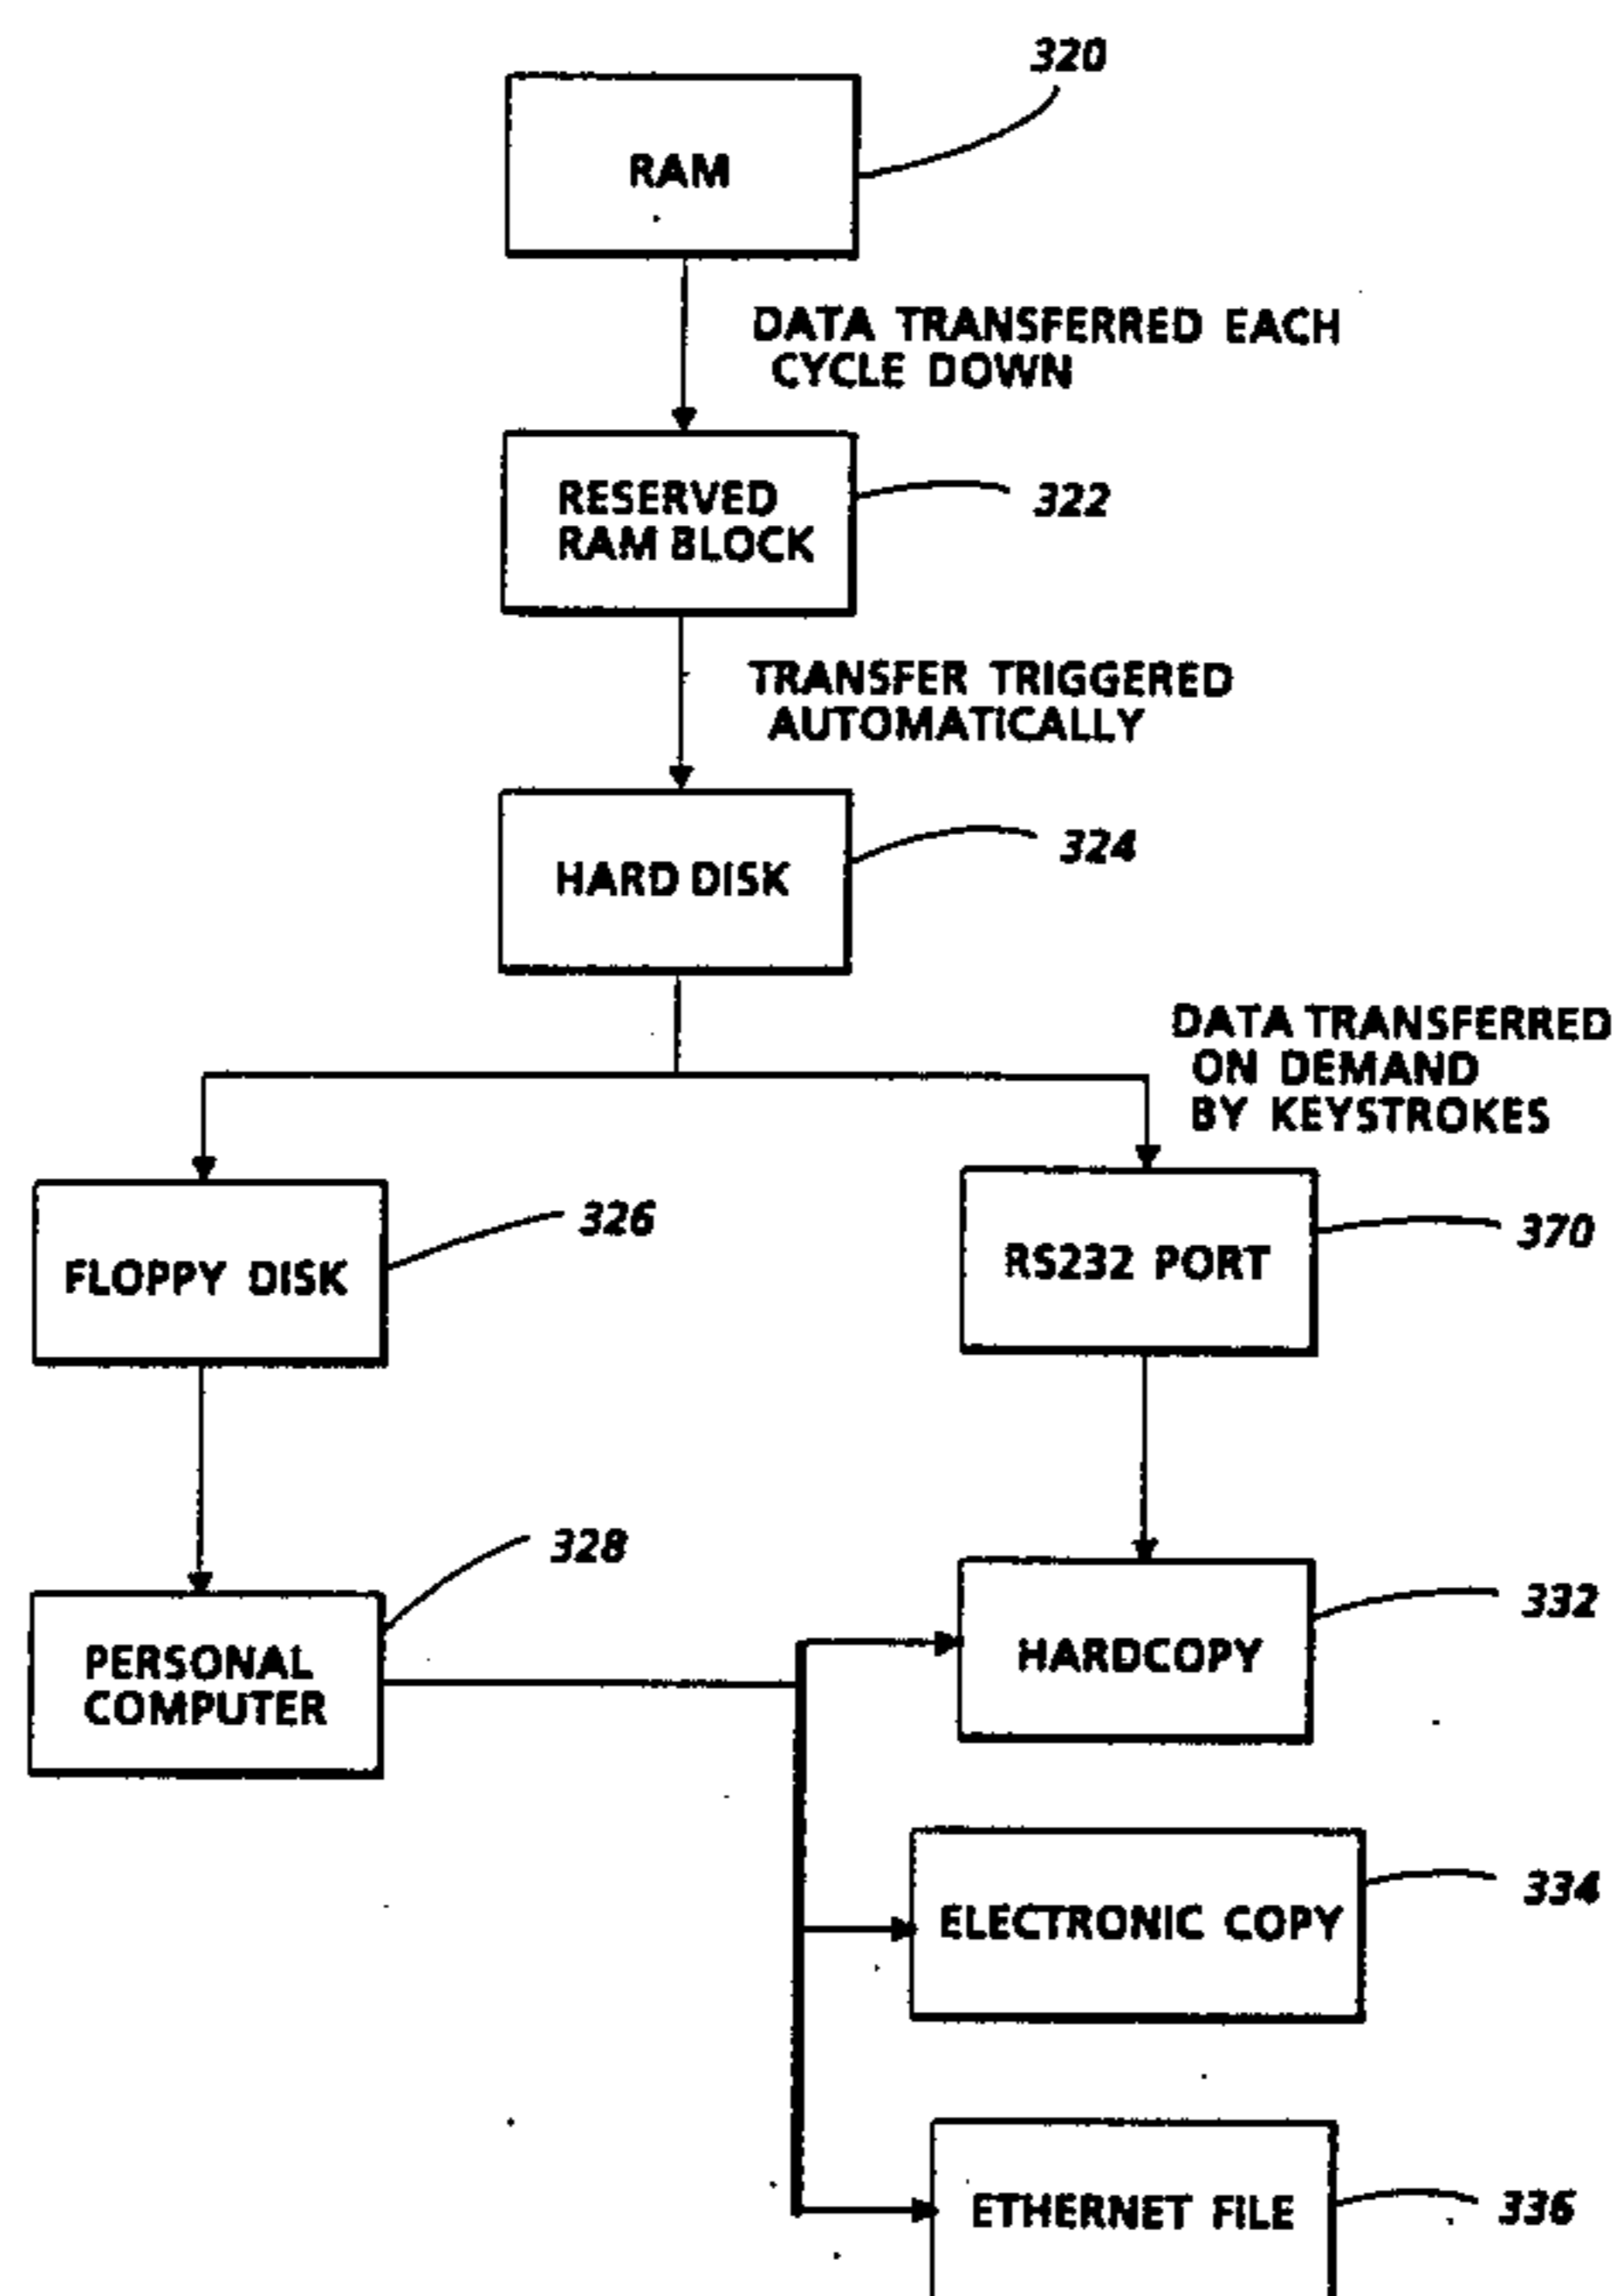 320
RAM
DATA TRANSFERRED EACH
CYCLE DOWN
RESERVED
RAM BLOCK
322
TRANSFER TRIGGERED
AUTOMATICALLY
HARD DISK
324
DATA TRANSFERRED
ON DEMAND
BY KEYSTROKES
FLOPPY DISK
326
RS232 PORT
370
PERSONAL
COMPUTER
328
HARDCOPY
332
ELECTRONIC COPY
334
ETHERNET FILE
336